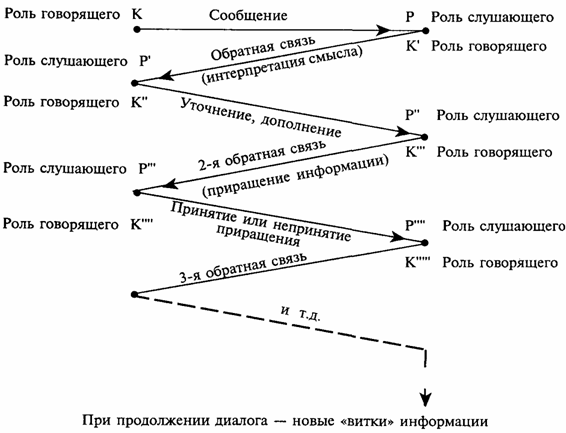 Роль говорящего К Сообщение Р Роль слушающего
Обратная связь К' Роль говорящего
Роль слушающего Р' (интерпретация смысла)
Роль говорящего К" Уточнение, дополнение Р" Роль слушающего
2-я обратная связь К"' Роль говорящего
Роль слушающего Р"' (приращение информации)
Роль говорящего К"" Принятие или непринятие Р"" Роль слушающего
приращения
3-я обратная связь К""' Роль говорящего
и т.д.
При продолжении диалога — новые «витки» информации